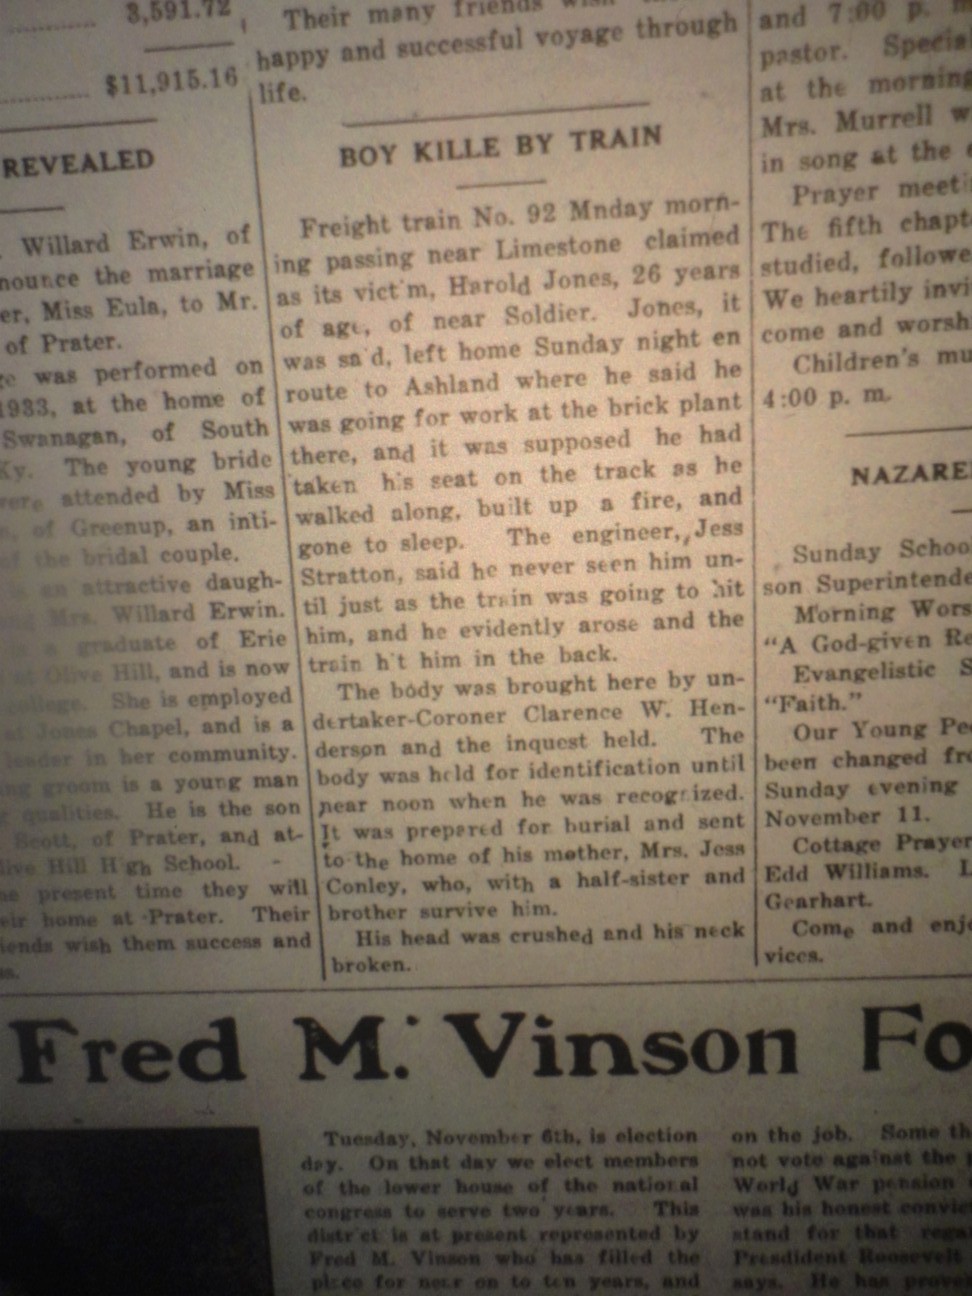 3,591.72
$11,915.16
REVEALED
Willard Erwin, of
nounce the marriage
er, Miss Eula, to Mr.
of Prater.
was performed on
1933, at the home of
Swanagan, of South
Ky. The young bride
were attended by Miss
of Greenup, an inti-
of the bridal couple.
is an attractive daugh-
Mrs. Willard Erwin.
is a graduate of Erie
at Olive Hill, and is now
college. She is employed
at Jones Chapel, and is a
leader in her community.
groom is a young man
qualities. He is the son
Scott, of Prater, and at-
live Hill High School. -
he present time they will
eir home at Prater. Their
iends wish them success and
Their many friends wish
happy and successful voyage through
life.
BOY KILLE BY TRAIN
Freight train No. 92 Mnday morn-
ing passing near Limestone claimed
as its vict'm, Harold Jones, 26 years
of age, of near Soldier. Jones, it
was sa'd, left home Sunday night en
route to Ashland where he said he
was going for work at the brick plant
there, and it was supposed he had
taken his seat on the track as he
walked along, built up a fire, and
gone to sleep. The engineer, Jess
Stratton, said he never seen him un-
til just as the train was going to hit
him, and he evidently arose and the
train h't him in the back.
The body was brought here by un-
dertaker-Coroner Clarence W. Hen-
derson and the inquest held. The
body was held for identification until
near noon when he was recognized.
It was prepared for burial and sent
to the home of his mother, Mrs. Jess
Conley, who, with a half-sister and
brother survive him.
His head was crushed and his neck
broken.
and 7:00 p. m
pastor. Special
at the morning
Mrs. Murrell w
in song at the e
Prayer meeti
The fifth chapt
studied, followe
We heartily invi
come and worsh
Children's mu
4:00 p. m.
NAZARE
Sunday Schoo
son Superintende
Morning Wors
"A God-given Re
Evangelistic S
"Faith."
Our Young Pe
been changed fr
Sunday evening
November 11.
Cottage Prayer
Edd Williams. L
Gearhart.
Come and enj
vices.
Fred M. Vinson Fo
Tuesday, November 6th, is election
day. On that day we elect members
of the lower house of the national
congress to serve two years. This
distr'ct is at present represented by
Fred M. Vinson who has filled the
place for near on to ten years, and
on the job. Some th
not vote against the
World War pension
was his honest convic
stand for that rega
Presdident Roosevelt
says. He has prove